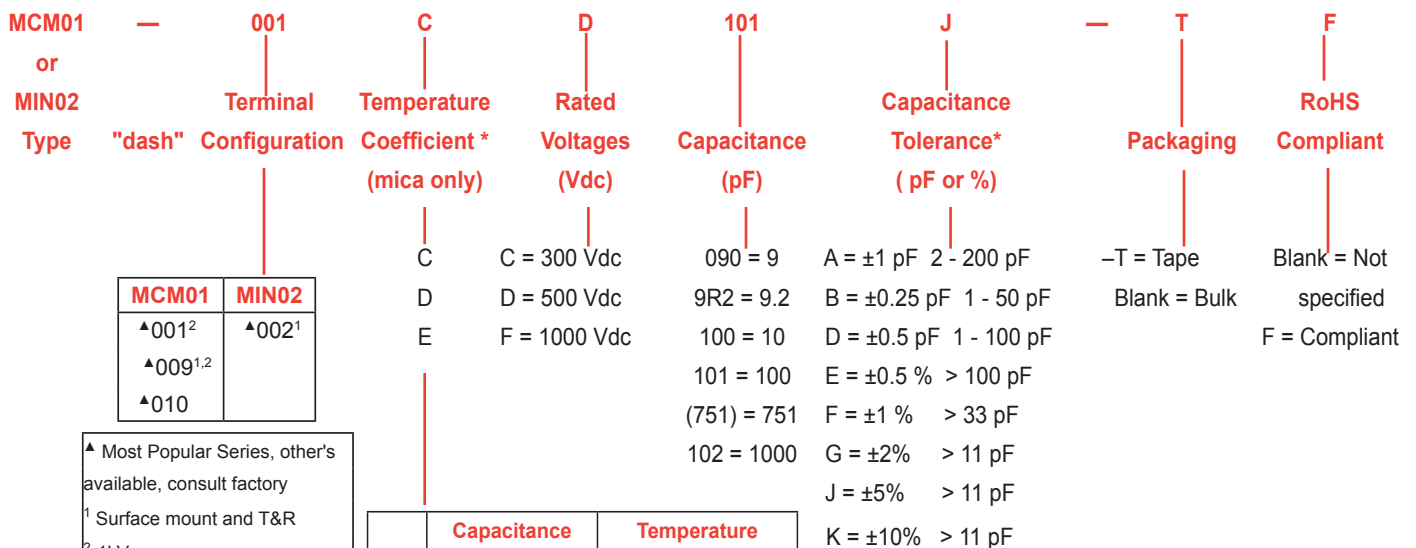 MCM01 — 001 C D 101 J — T F
or
MIN02 Terminal Temperature Rated Capacitance RoHS
Type "dash" Configuration Coefficient * Voltages Capacitance Tolerance* Packaging Compliant
(mica only) (Vdc) (pF) ( pF or %)
C C = 300 Vdc 090 = 9 A = ±1 pF 2 - 200 pF –T = Tape Blank = Not
MCM01 MIN02 D D = 500 Vdc 9R2 = 9.2 B = ±0.25 pF 1 - 50 pF Blank = Bulk specified
▲001² ▲002¹ E F = 1000 Vdc 100 = 10 D = ±0.5 pF 1 - 100 pF F = Compliant
▲009¹,² 101 = 100 E = ±0.5 % > 100 pF
▲010 (751) = 751 F = ±1 % > 33 pF
▲ Most Popular Series, other's 102 = 1000 G = ±2% > 11 pF
available, consult factory J = ±5% > 11 pF
¹ Surface mount and T&R Capacitance Temperature K = ±10% > 11 pF